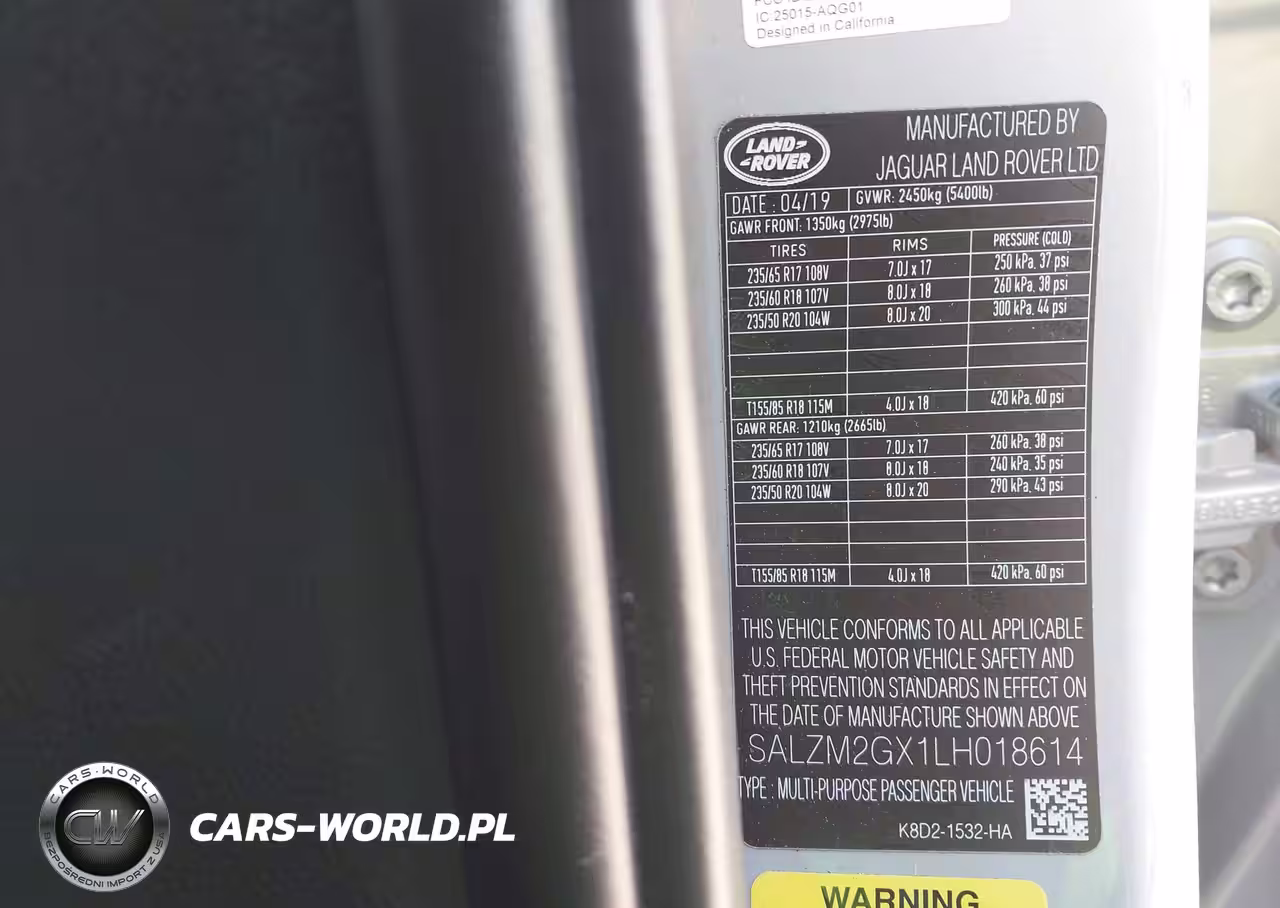 IC:25015-AQG01
Designed in California
LAND-
-ROVER
MANUFACTURED BY
JAGUAR LAND ROVER LTD
DATE : 04/19 GVWR: 2450kg (5400lb)
GAWR FRONT: 1350kg (2975lb)
TIRES RIMS PRESSURE (COLD)
235/65 R17 108V 7.0J x 17 250 kPa, 37 psi
235/60 R18 107V 8.0J x 18 260 kPa, 38 psi
235/50 R20 104W 8.0J x 20 300 kPa, 44 psi
T155/85 R18 115M 4.0J x 18 420 kPa, 60 psi
GAWR REAR: 1210kg (2665lb)
235/65 R17 108V 7.0J x 17 260 kPa, 38 psi
235/60 R18 107V 8.0J x 18 240 kPa, 35 psi
235/50 R20 104W 8.0J x 20 290 kPa, 43 psi
T155/85 R18 115M 4.0J x 18 420 kPa, 60 psi
THIS VEHICLE CONFORMS TO ALL APPLICABLE
U.S. FEDERAL MOTOR VEHICLE SAFETY AND
THEFT PREVENTION STANDARDS IN EFFECT ON
THE DATE OF MANUFACTURE SHOWN ABOVE
SALZM2GX1LH018614
TYPE : MULTI-PURPOSE PASSENGER VEHICLE
K8D2-1532-HA
WARNING
CARS-WORLD
CW
BEZPOŚREDNI IMPORT Z USA
CARS-WORLD.PL